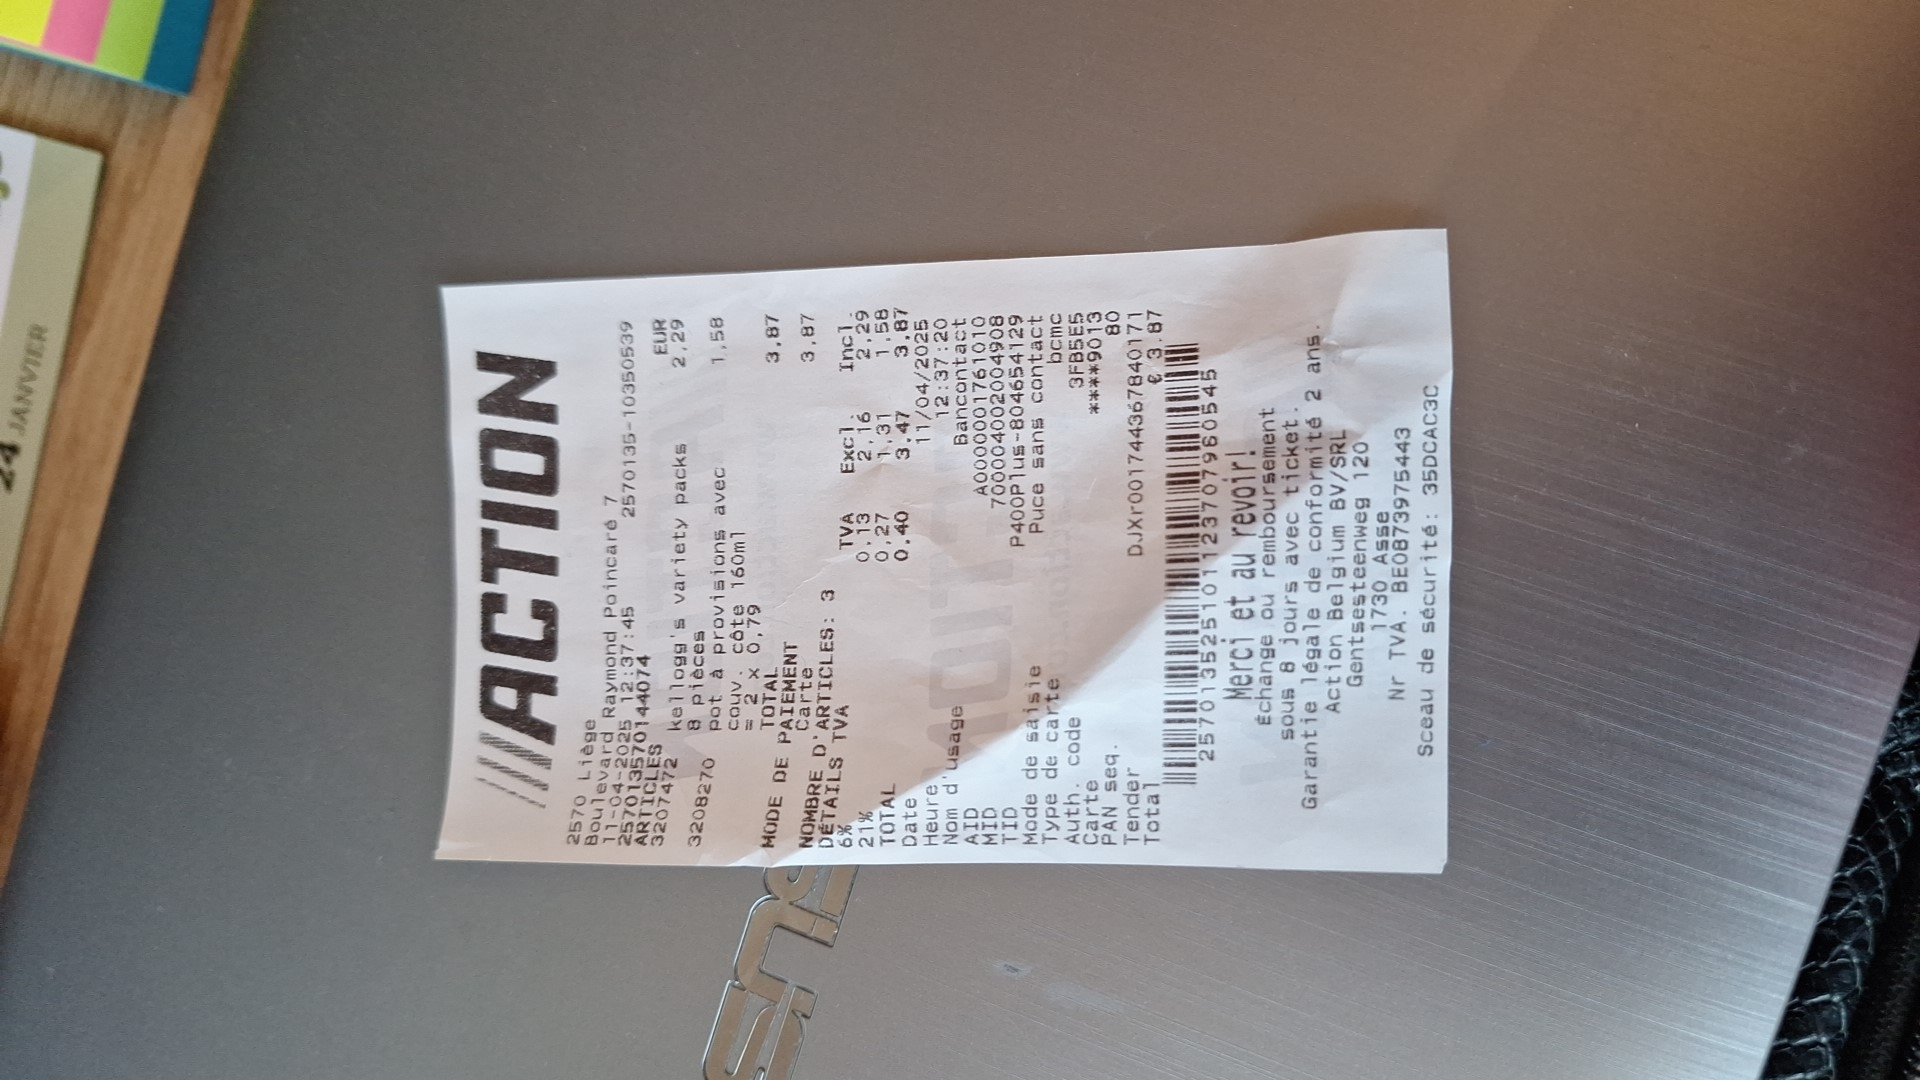 ///ACTION
2570 Liège
Boulevard Raymond Poincaré 7
11-04-2025 12:37:45 2570135-10350539
2570135701440​74
ARTICLES EUR
3207472 kellogg's variety packs 2,29
8 pièces
3208270 pot à provisions avec 1,58
couv. côte 160ml
= 2 x 0,79
TOTAL 3,87
MODE DE PAIEMENT
Carte 3,87
NOMBRE D'ARTICLES: 3
DÉTAILS TVA TVA Excl. Incl.
6% 0,13 2,16 2,29
21% 0,27 1,31 1,58
TOTAL 0,40 3,47 3,87
Date 11/04/2025
Heure 12:37:20
Nom d'usage Bancontact
AID A0000001761010
MID 700004002004908
TID P400Plus-804654129
Mode de saisie Puce sans contact
Type de carte bcmc
Auth. code 3FB5E5
Carte ****9013
PAN seq. 80
Tender DJXr001744367840171
Total € 3,87
2570135251011237077960545
Merci et au revoir!
Échange ou remboursement
sous 8 jours avec ticket.
Garantie légale de conformité 2 ans.
Action Belgium BV/SRL
Gentsesteenweg 120
1730 Asse
Nr TVA. BE0873975443
Sceau de sécurité: 35DCAC3C
24 JANVIER